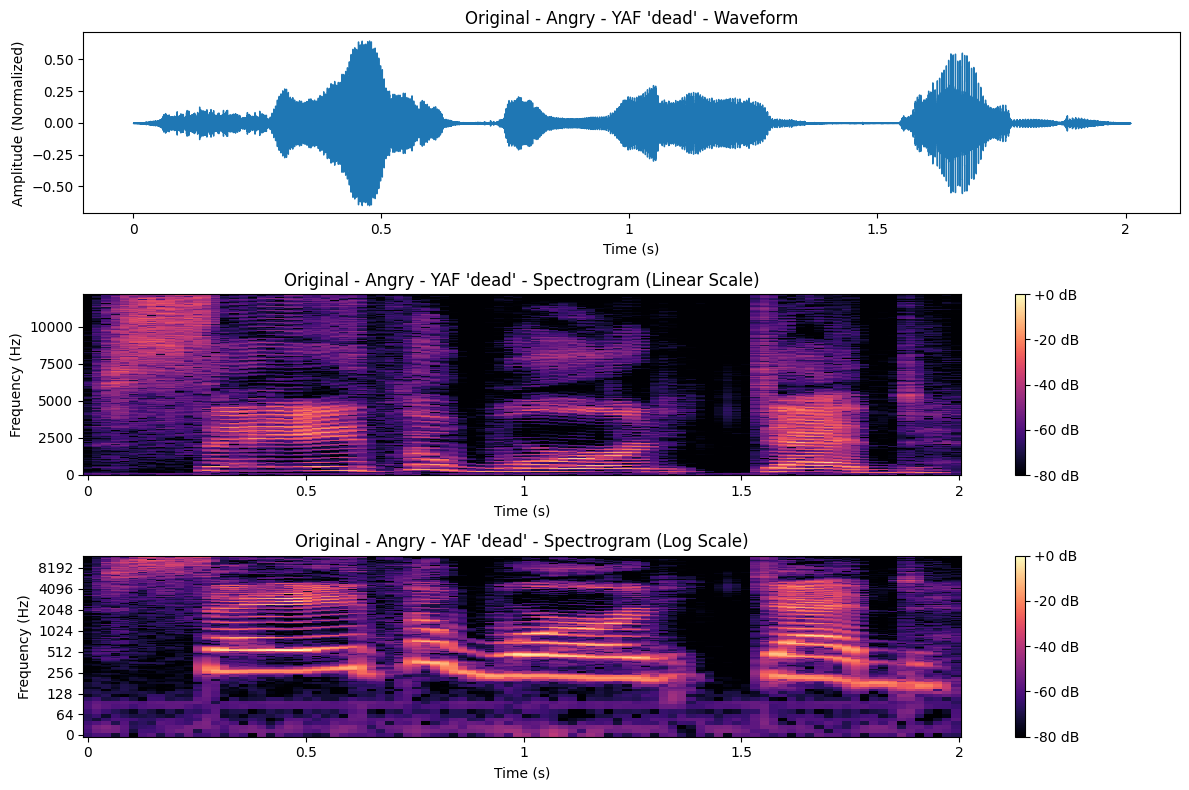 Original - Angry - YAF 'dead' - Waveform
Amplitude (Normalized)
0.50
0.25
0.00
−0.25
−0.50
0 0.5 1 1.5 2
Time (s)
Original - Angry - YAF 'dead' - Spectrogram (Linear Scale)
Frequency (Hz)
10000
7500
5000
2500
0
0 0.5 1 1.5 2
Time (s)
+0 dB
-20 dB
-40 dB
-60 dB
-80 dB
Original - Angry - YAF 'dead' - Spectrogram (Log Scale)
Frequency (Hz)
8192
4096
2048
1024
512
256
128
64
0
0 0.5 1 1.5 2
Time (s)
+0 dB
-20 dB
-40 dB
-60 dB
-80 dB